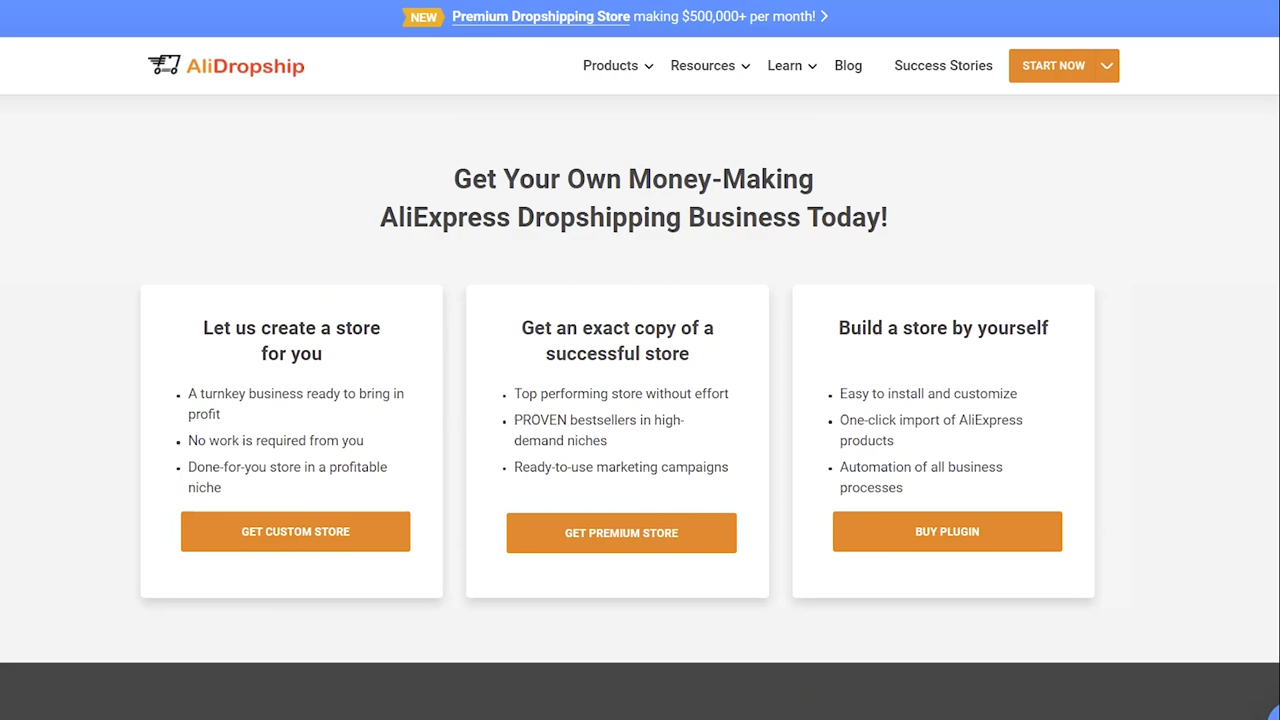 NEW Premium Dropshipping Store making $500,000+ per month!
AliDropship
Products Resources Learn Blog Success Stories START NOW
Get Your Own Money-Making
AliExpress Dropshipping Business Today!
Let us create a store
for you
A turnkey business ready to bring in
profit
No work is required from you
Done-for-you store in a profitable
niche
GET CUSTOM STORE
Get an exact copy of a
successful store
Top performing store without effort
PROVEN bestsellers in high-
demand niches
Ready-to-use marketing campaigns
GET PREMIUM STORE
Build a store by yourself
Easy to install and customize
One-click import of AliExpress
products
Automation of all business
processes
BUY PLUGIN